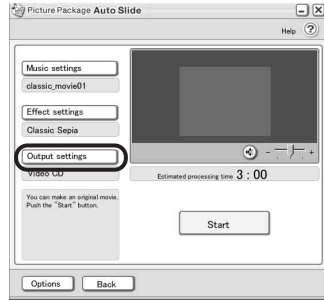 Picture Package Auto Slide
Help ?
Music settings
classic_movie01
Effect settings
Classic Sepia
Output settings
Video CD
- +
Estimated processing time 3 : 00
You can make an original movie.
Push the "Start" button.
Start
Options Back